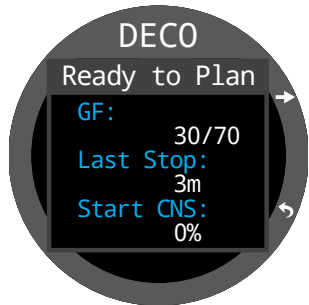 DECO
Ready to Plan
GF:
30/70
Last Stop:
3m
Start CNS:
0%